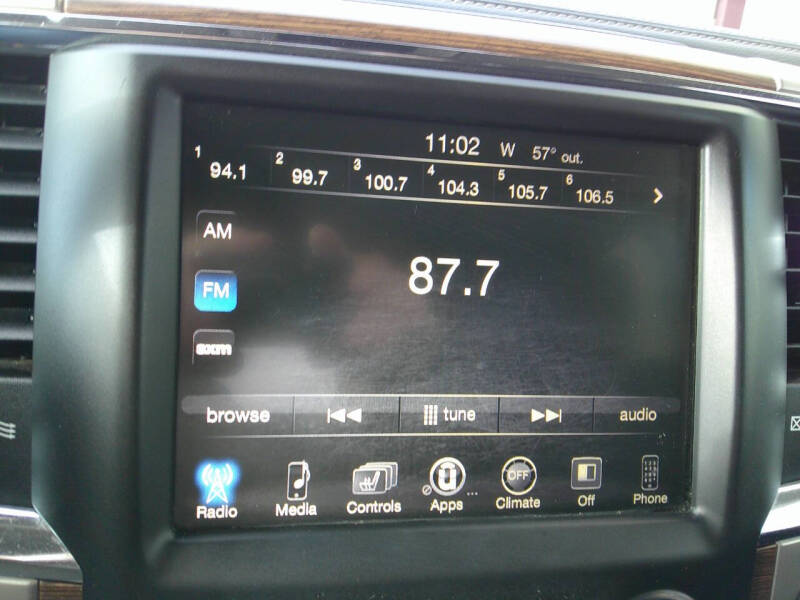 11:02 W 57° out.
1 94.1 2 99.7 3 100.7 4 104.3 5 105.7 6 106.5
AM
87.7
FM
sxm
browse tune audio
OFF
Radio Media Controls Apps Climate Off Phone